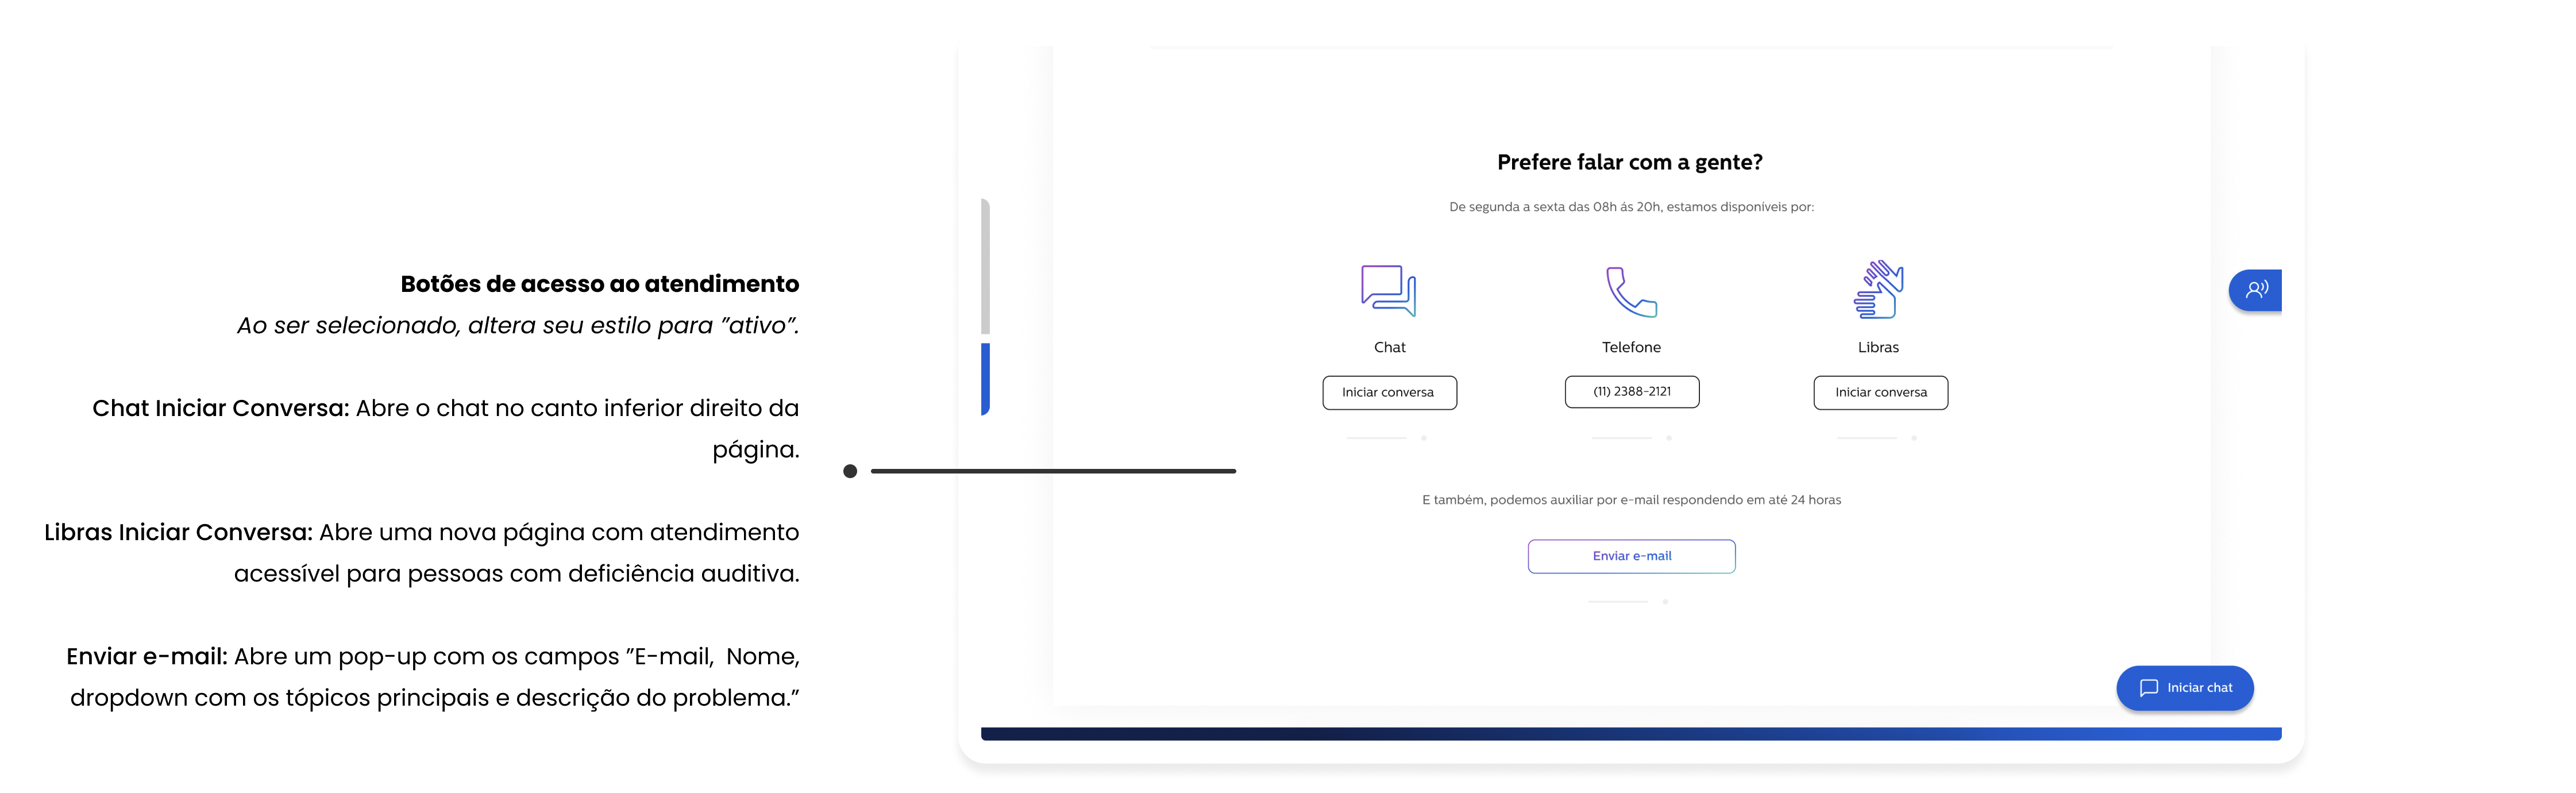 Botões de acesso ao atendimento
Ao ser selecionado, altera seu estilo para ”ativo”.
Chat Iniciar Conversa: Abre o chat no canto inferior direito da
página.
Libras Iniciar Conversa: Abre uma nova página com atendimento
acessível para pessoas com deficiência auditiva.
Enviar e-mail: Abre um pop-up com os campos ”E-mail,  Nome,
dropdown com os tópicos principais e descrição do problema.”
Prefere falar com a gente?
De segunda a sexta das 08h ás 20h, estamos disponíveis por:
Chat
Telefone
Libras
Iniciar conversa
(11) 2388-2121
Iniciar conversa
E também, podemos auxiliar por e-mail respondendo em até 24 horas
Enviar e-mail
Iniciar chat